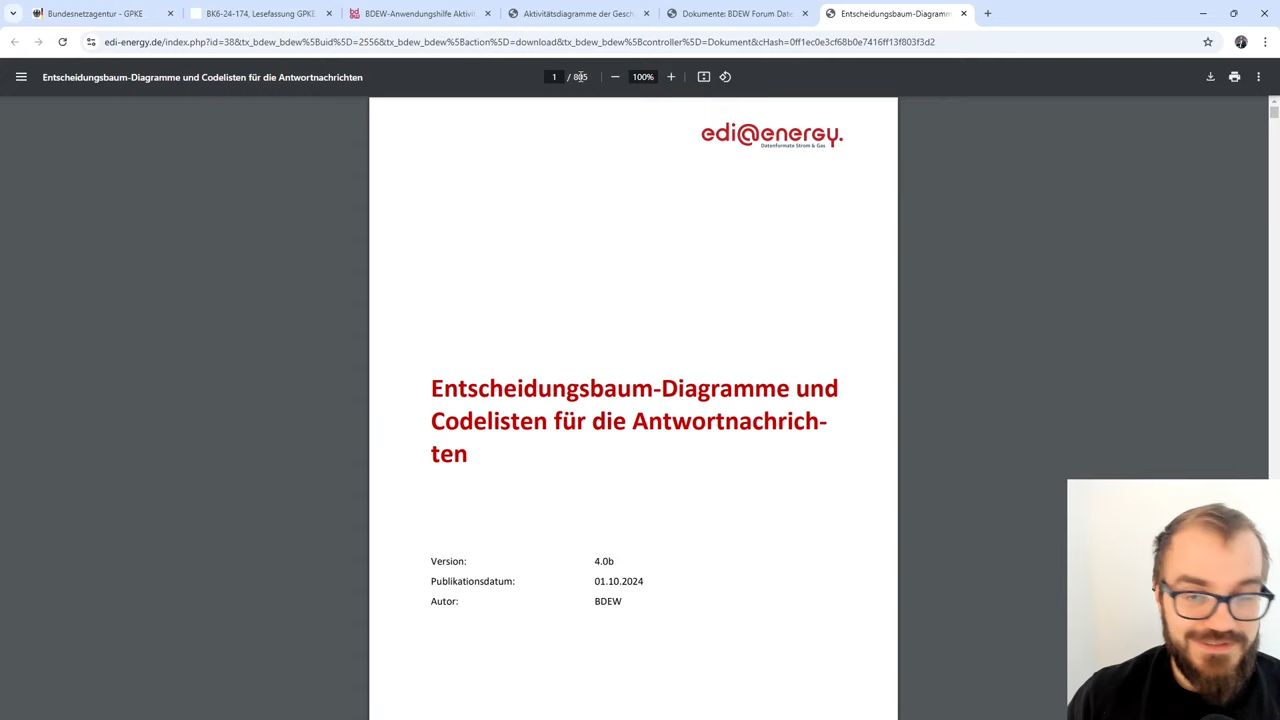 Bundesnetzagentur - GPKE
BK6-24-174, Lesefassung GPKE
BDEW-Anwendungshilfe Aktivi
Aktivitätsdiagramme der Gesch
Dokumente: BDEW Forum Date
Entscheidungsbaum-Diagramm
edi-energy.de/index.php?id=38&tx_bdew_bdew%5Buid%5D=2556&tx_bdew_bdew%5Baction%5D=download&tx_bdew_bdew%5Bcontroller%5D=Dokument&cHash=0ff1ec0e3cf68b0e7416ff13f803f3d2
Entscheidungsbaum-Diagramme und Codelisten für die Antwortnachrichten
1 /
100%
edi@energy.
Datenformate Strom & Gas
Entscheidungsbaum-Diagramme und
Codelisten für die Antwortnachrich-
ten
Version: 4.0b
Publikationsdatum: 01.10.2024
Autor: BDEW